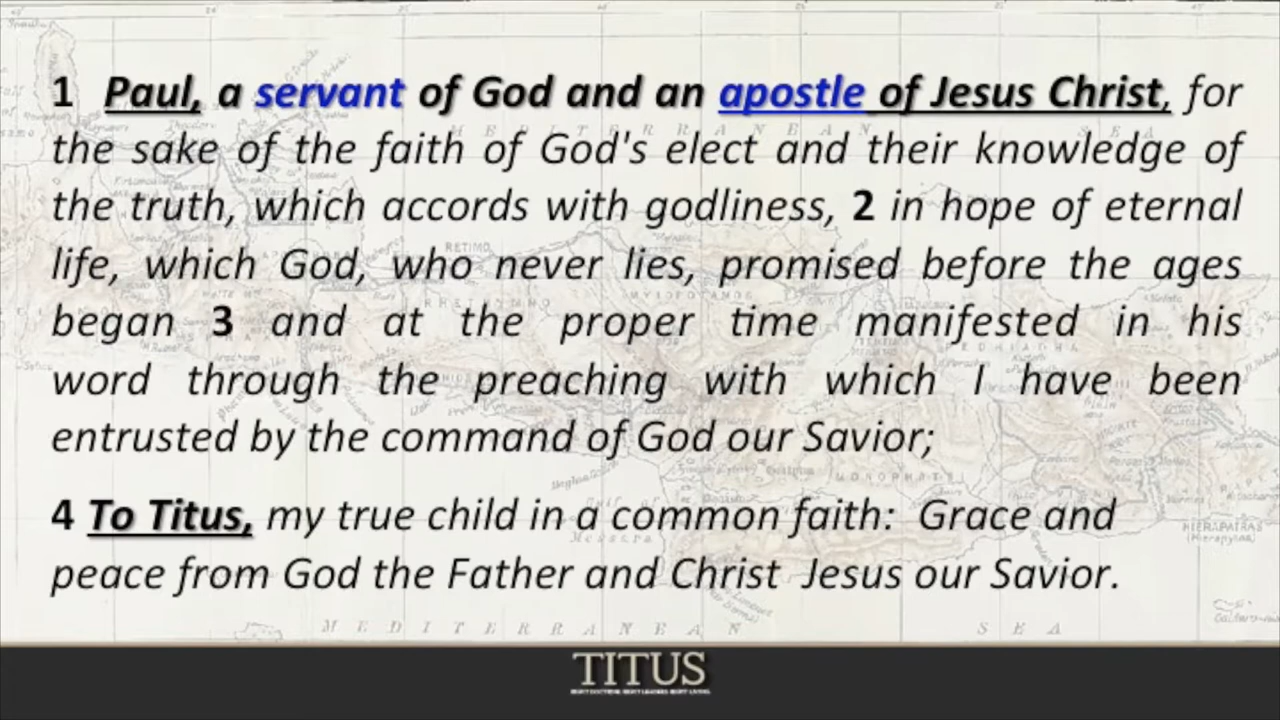 1 Paul, a servant of God and an apostle of Jesus Christ, for
the sake of the faith of God's elect and their knowledge of
the truth, which accords with godliness, 2 in hope of eternal
life, which God, who never lies, promised before the ages
began 3 and at the proper time manifested in his
word through the preaching with which I have been
entrusted by the command of God our Savior;
4 To Titus, my true child in a common faith: Grace and
peace from God the Father and Christ Jesus our Savior.
MEDITERRANEAN SEA
TITUS